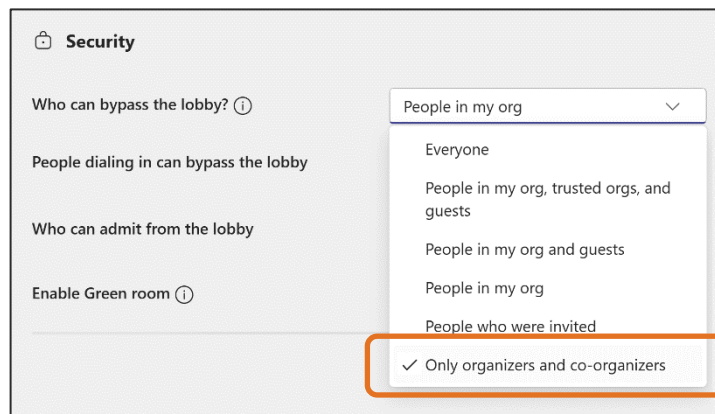 Security
Who can bypass the lobby?
People in my org
People dialing in can bypass the lobby
Who can admit from the lobby
Enable Green room
Everyone
People in my org, trusted orgs, and
guests
People in my org and guests
People in my org
People who were invited
Only organizers and co-organizers